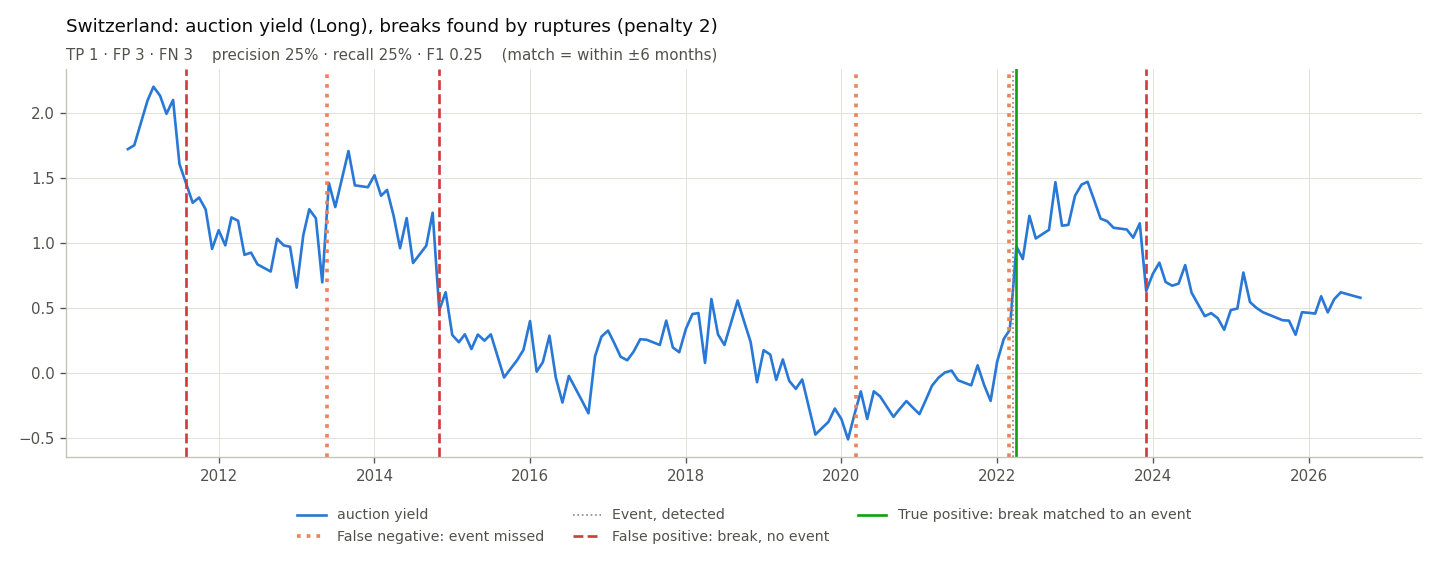 Switzerland: auction yield (Long), breaks found by ruptures (penalty 2)
TP 1 · FP 3 · FN 3    precision 25% · recall 25% · F1 0.25    (match = within ±6 months)
2.0
1.5
1.0
0.5
0.0
−0.5
2012 2014 2016 2018 2020 2022 2024 2026
auction yield
False negative: event missed
Event, detected
False positive: break, no event
True positive: break matched to an event